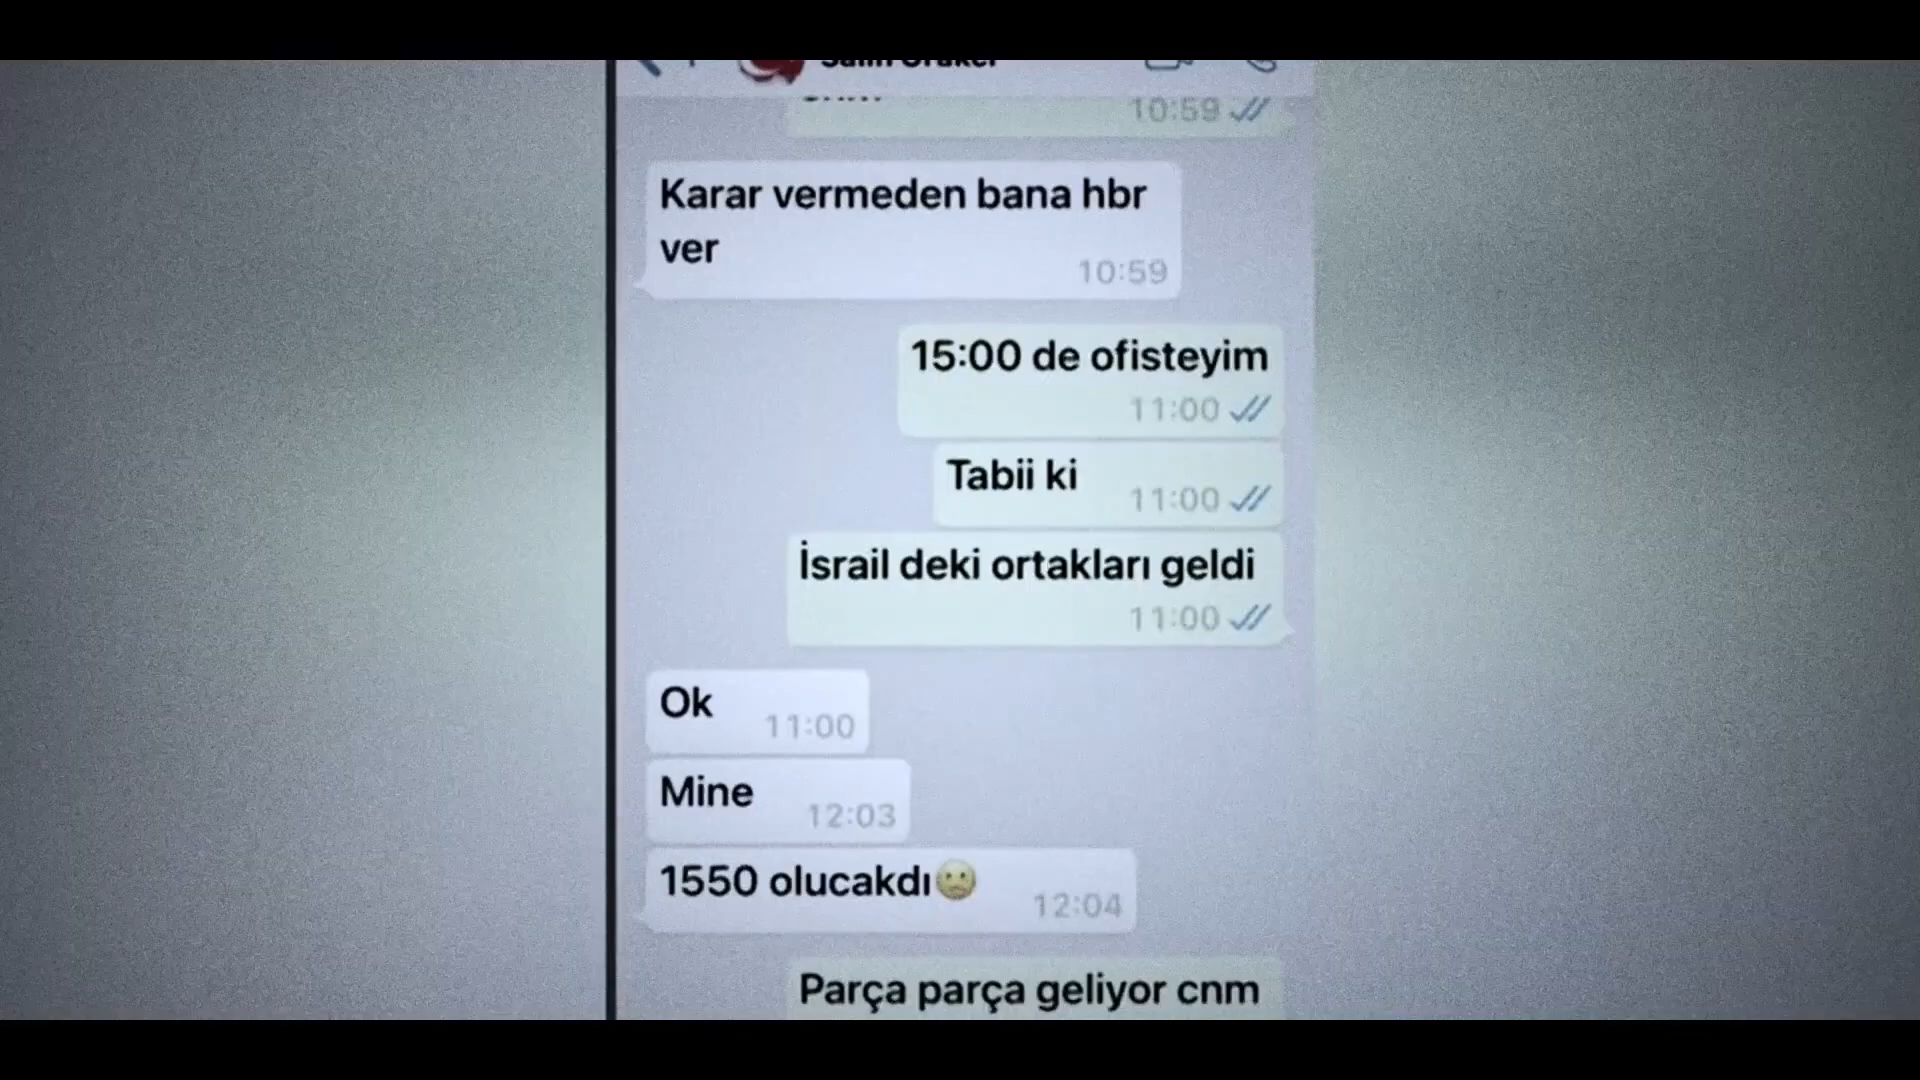 10:59
Karar vermeden bana hbr
ver
10:59
15:00 de ofisteyim
11:00
Tabii ki
11:00
İsrail deki ortakları geldi
11:00
Ok
11:00
Mine
12:03
1550 olucakdı🙁
12:04
Parça parça geliyor cnm